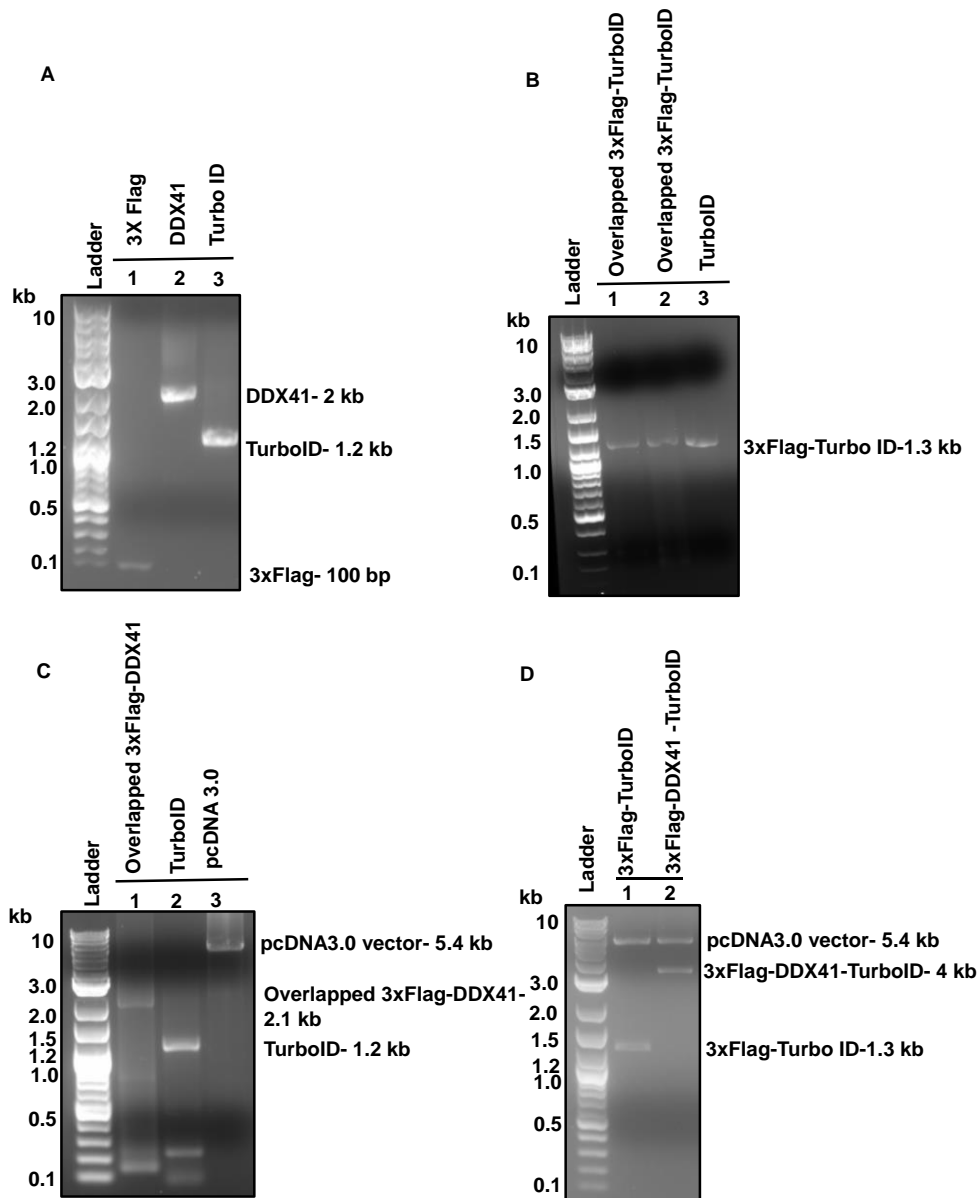 A
Ladder
3X Flag
DDX41
Turbo ID
1
2
3
kb
10
3.0
2.0
1.2
1.0
0.5
0.1
DDX41- 2 kb
TurboID- 1.2 kb
3xFlag- 100 bp
B
Ladder
Overlapped 3xFlag-TurboID
Overlapped 3xFlag-TurboID
TurboID
1
2
3
kb
10
3.0
2.0
1.5
1.0
0.5
0.1
3xFlag-Turbo ID-1.3 kb
C
Ladder
Overlapped 3xFlag-DDX41
TurboID
pcDNA 3.0
1
2
3
kb
10
3.0
2.0
1.5
1.2
1.0
0.5
0.1
pcDNA3.0 vector- 5.4 kb
Overlapped 3xFlag-DDX41-
2.1 kb
TurboID- 1.2 kb
D
Ladder
3xFlag-TurboID
3xFlag-DDX41 -TurboID
1
2
kb
10
3.0
2.0
1.5
1.2
1.0
0.5
0.1
pcDNA3.0 vector- 5.4 kb
3xFlag-DDX41-TurboID- 4 kb
3xFlag-Turbo ID-1.3 kb